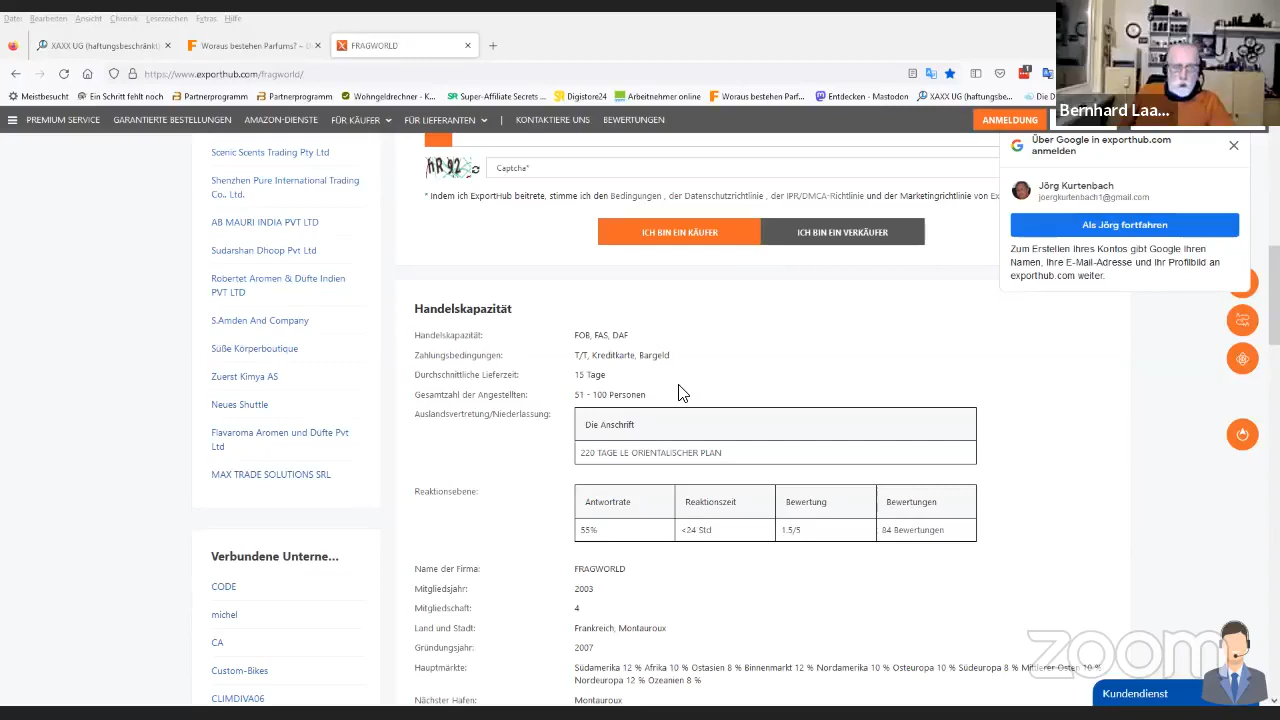 Datei Bearbeiten Ansicht Chronik Lesezeichen Extras Hilfe
XAXX UG (haftungsbeschränkt)
Woraus bestehen Parfums? –
FRAGWORLD
https://www.exporthub.com/fragworld/
Meistbesucht Ein Schritt fehlt noch Partnerprogramm Partnerprogramm Wohngeldrechner - K... Super-Affiliate Secrets ... Digistore24 Arbeitnehmer online Woraus bestehen Parf... Entdecken - Mastodon XAXX UG (haftungsbe...
Bernhard Laa...
PREMIUM SERVICE GARANTIERTE BESTELLUNGEN AMAZON-DIENSTE FÜR KÄUFER FÜR LIEFERANTEN | KONTAKTIERE UNS BEWERTUNGEN ANMELDUNG
Scenic Scents Trading Pty Ltd
Shenzhen Pure International Trading
Co., Ltd.
AB MAURI INDIA PVT LTD
Sudarshan Dhoop Pvt Ltd
Robertet Aromen & Düfte Indien
PVT LTD
S.Amden And Company
Süße Körperboutique
Zuerst Kimya AS
Neues Shuttle
Flavaroma Aromen und Düfte Pvt
Ltd
MAX TRADE SOLUTIONS SRL
Verbundene Unterne...
CODE
michel
CA
Custom-Bikes
CLIMDIVA06
hR92 Captcha*
* Indem ich ExportHub beitrete, stimme ich den Bedingungen , der Datenschutzrichtlinie , der IPR/DMCA-Richtlinie und der Marketingrichtlinie von Ex
ICH BIN EIN KÄUFER ICH BIN EIN VERKÄUFER
Handelskapazität
Handelskapazität: FOB, FAS, DAF
Zahlungsbedingungen: T/T, Kreditkarte, Bargeld
Durchschnittliche Lieferzeit: 15 Tage
Gesamtzahl der Angestellten: 51 - 100 Personen
Auslandsvertretung/Niederlassung:
Die Anschrift
220 TAGE LE ORIENTALISCHER PLAN
Reaktionsebene:
Antwortrate Reaktionszeit Bewertung Bewertungen
55% <24 Std 1.5/5 84 Bewertungen
Name der Firma: FRAGWORLD
Mitgliedsjahr: 2003
Mitgliedschaft: 4
Land und Stadt: Frankreich, Montauroux
Gründungsjahr: 2007
Hauptmärkte: Südamerika 12 % Afrika 10 % Ostasien 8 % Binnenmarkt 12 % Nordamerika 10 % Osteuropa 10 % Südeuropa 8 % Mittlerer Osten 10 %
Nordeuropa 12 % Ozeanien 8 %
Nächster Hafen: Montauroux
Über Google in exporthub.com
anmelden
Jörg Kurtenbach
joergkurtenbach1@gmail.com
Als Jörg fortfahren
Zum Erstellen Ihres Kontos gibt Google Ihren
Namen, Ihre E-Mail-Adresse und Ihr Profilbild an
exporthub.com weiter.
zoom
Kundendienst